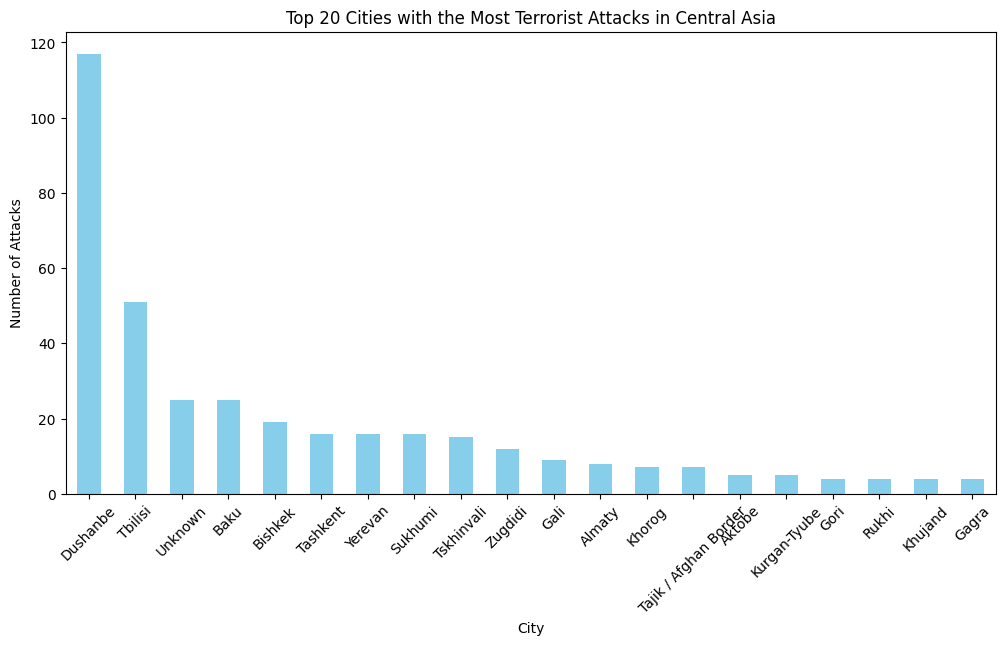 Top 20 Cities with the Most Terrorist Attacks in Central Asia
Number of Attacks
120
100
80
60
40
20
0
Dushanbe
Tbilisi
Unknown
Baku
Bishkek
Tashkent
Yerevan
Sukhumi
Tskhinvali
Zugdidi
Gali
Almaty
Khorog
Tajik / Afghan Border
Aktobe
Kurgan-Tyube
Gori
Rukhi
Khujand
Gagra
City